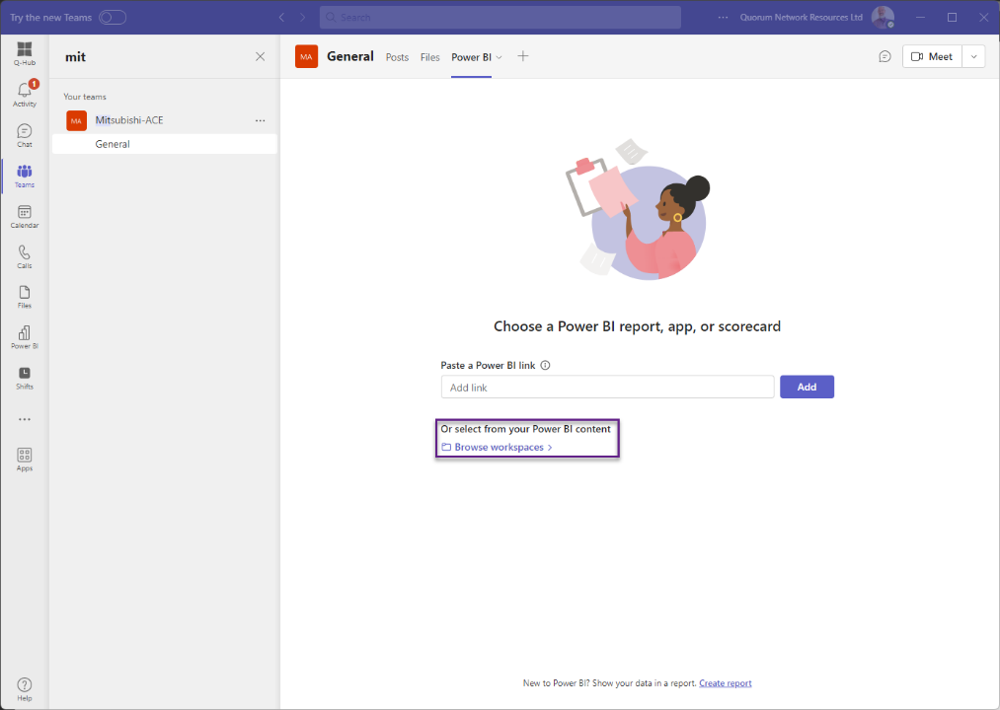 Try the new Teams
Search
Quorum Network Resources Ltd
Q-Hub
Activity
1
Chat
Teams
Calendar
Calls
Files
Power BI
Shifts
Apps
Help
mit
Your teams
MA
Mitsubishi-ACE
General
MA
General
Posts
Files
Power BI
Meet
Choose a Power BI report, app, or scorecard
Paste a Power BI link
Add link
Add
Or select from your Power BI content
Browse workspaces
New to Power BI? Show your data in a report. Create report